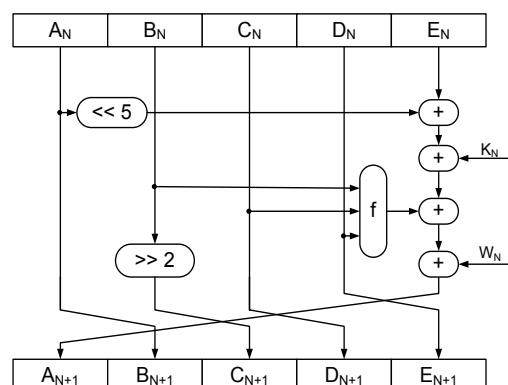 A_N B_N C_N D_N E_N
<< 5
+
K_N
+
f
+
>> 2
W_N
+
A_N+1 B_N+1 C_N+1 D_N+1 E_N+1